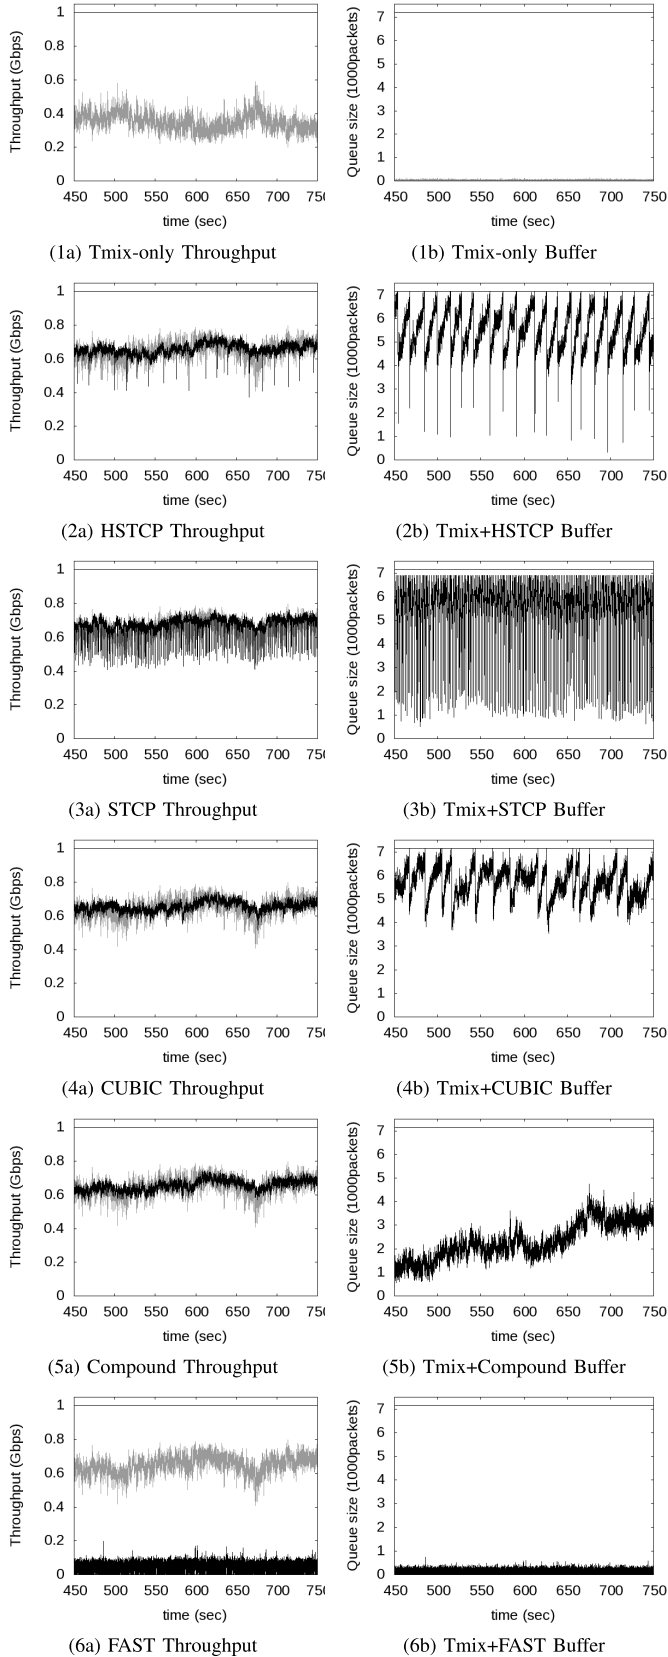 Throughput (Gbps)
1
0.8
0.6
0.4
0.2
0
450 500 550 600 650 700 750
time (sec)
(1a) Tmix-only Throughput
Queue size (1000packets)
7
6
5
4
3
2
1
0
450 500 550 600 650 700 750
time (sec)
(1b) Tmix-only Buffer
Throughput (Gbps)
1
0.8
0.6
0.4
0.2
0
450 500 550 600 650 700 750
time (sec)
(2a) HSTCP Throughput
Queue size (1000packets)
7
6
5
4
3
2
1
0
450 500 550 600 650 700 750
time (sec)
(2b) Tmix+HSTCP Buffer
Throughput (Gbps)
1
0.8
0.6
0.4
0.2
0
450 500 550 600 650 700 750
time (sec)
(3a) STCP Throughput
Queue size (1000packets)
7
6
5
4
3
2
1
0
450 500 550 600 650 700 750
time (sec)
(3b) Tmix+STCP Buffer
Throughput (Gbps)
1
0.8
0.6
0.4
0.2
0
450 500 550 600 650 700 750
time (sec)
(4a) CUBIC Throughput
Queue size (1000packets)
7
6
5
4
3
2
1
0
450 500 550 600 650 700 750
time (sec)
(4b) Tmix+CUBIC Buffer
Throughput (Gbps)
1
0.8
0.6
0.4
0.2
0
450 500 550 600 650 700 750
time (sec)
(5a) Compound Throughput
Queue size (1000packets)
7
6
5
4
3
2
1
0
450 500 550 600 650 700 750
time (sec)
(5b) Tmix+Compound Buffer
Throughput (Gbps)
1
0.8
0.6
0.4
0.2
0
450 500 550 600 650 700 750
time (sec)
(6a) FAST Throughput
Queue size (1000packets)
7
6
5
4
3
2
1
0
450 500 550 600 650 700 750
time (sec)
(6b) Tmix+FAST Buffer